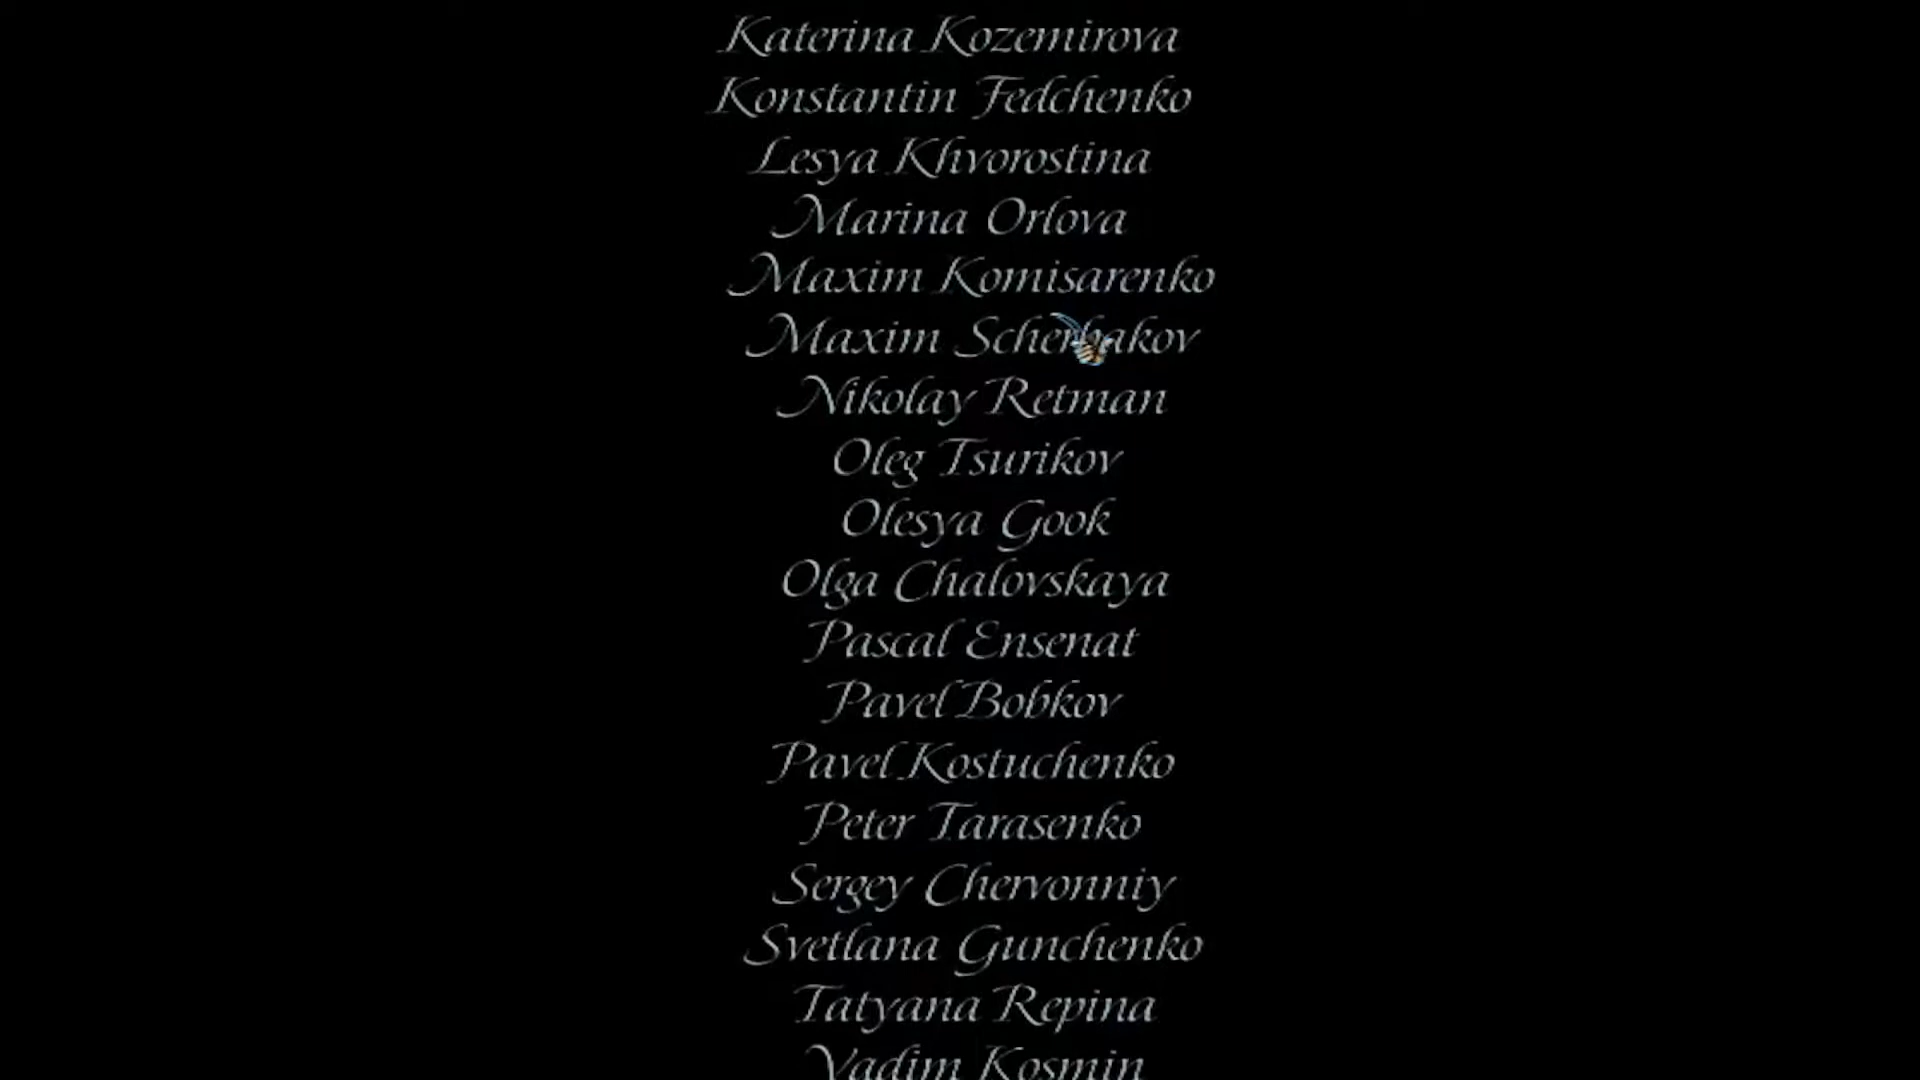 Katerina Kozemirova
Konstantin Fedchenko
Lesya Khvorostina
Marina Orlova
Maxim Komisarenko
Maxim Scherbakov
Nikolay Retman
Oleg Tsurikov
Olesya Gook
Olga Chalovskaya
Pascal Ensenat
Pavel Bobkov
Pavel Kostuchenko
Peter Tarasenko
Sergey Chervonniy
Svetlana Gunchenko
Tatyana Repina
Vadim Kosmin